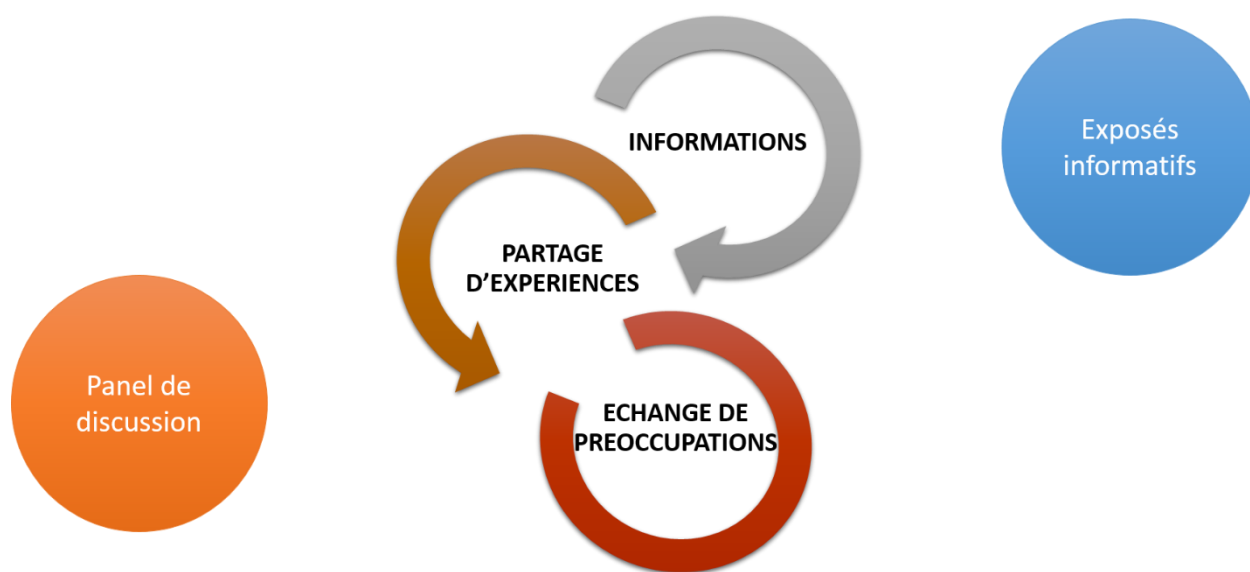 INFORMATIONS
Exposés
informatifs
PARTAGE
D’EXPERIENCES
Panel de
discussion
ECHANGE DE
PREOCCUPATIONS